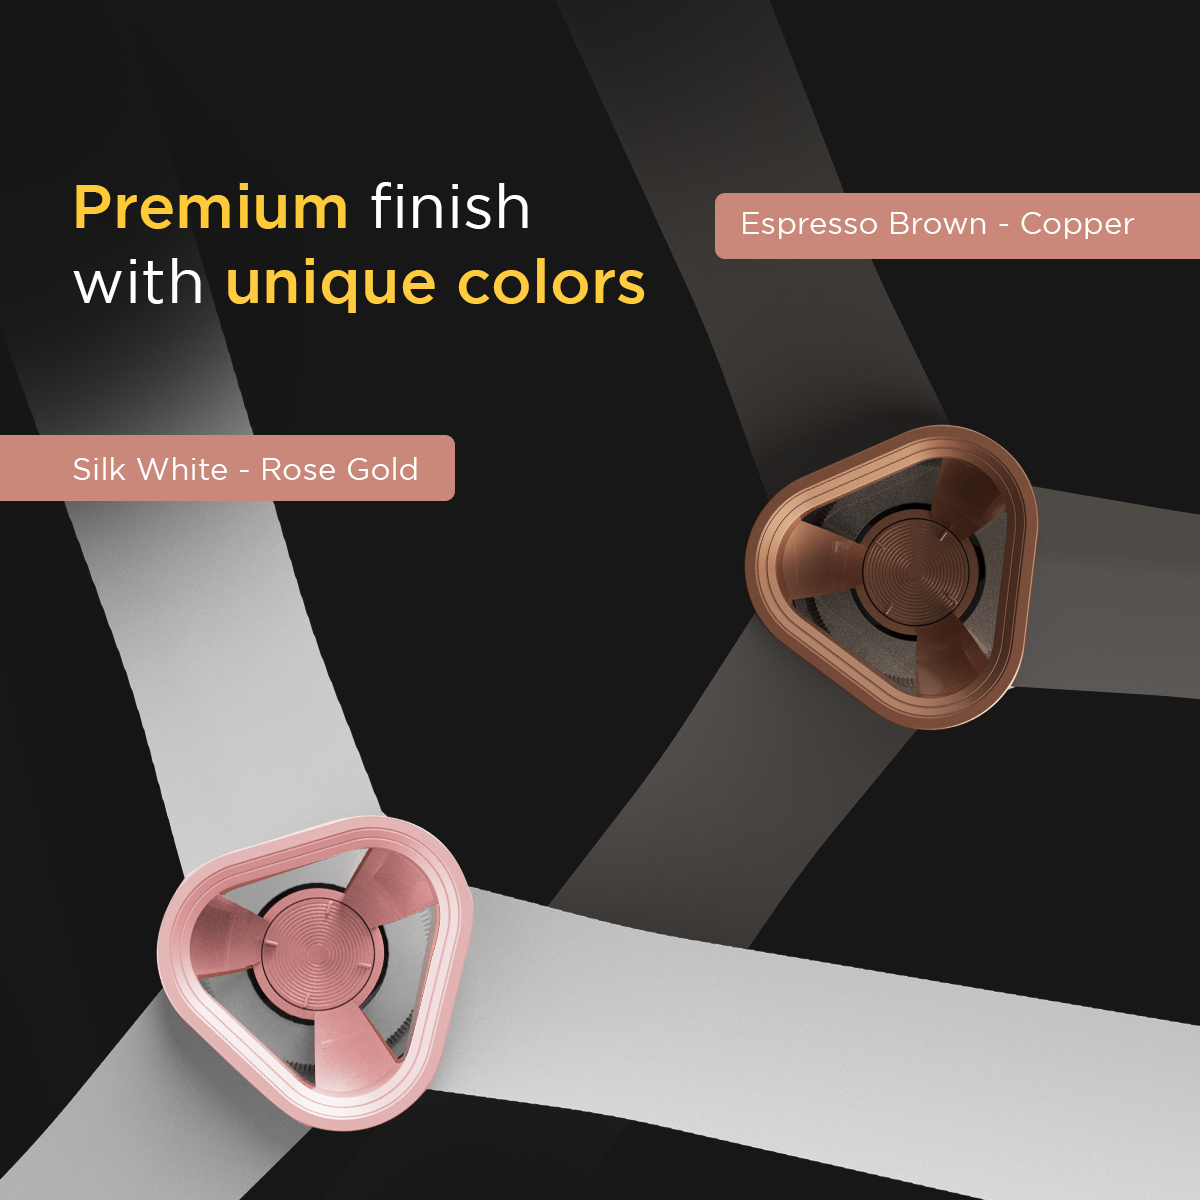 Premium finish
with unique colors
Espresso Brown - Copper
Silk White - Rose Gold